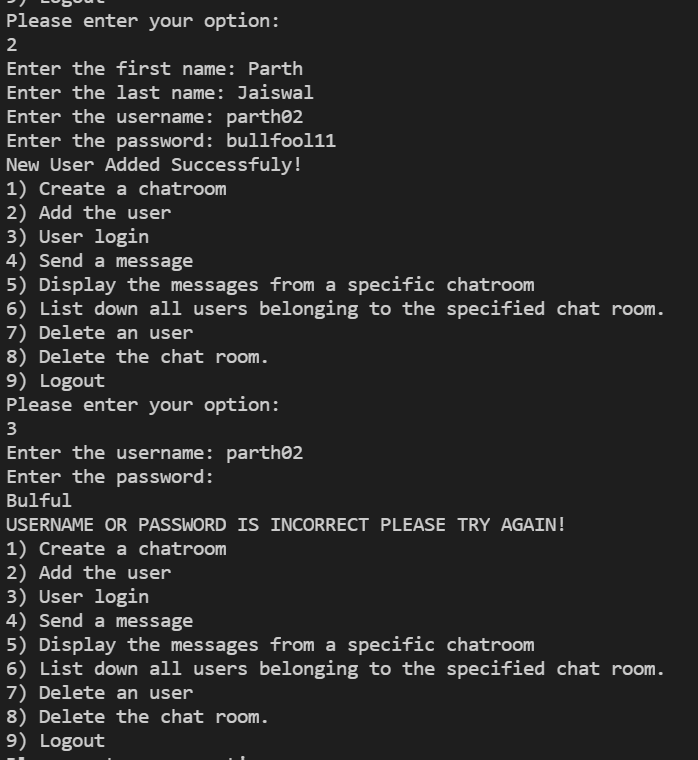 9) Logout
Please enter your option:
2
Enter the first name: Parth
Enter the last name: Jaiswal
Enter the username: parth02
Enter the password: bullfool11
New User Added Successfuly!
1) Create a chatroom
2) Add the user
3) User login
4) Send a message
5) Display the messages from a specific chatroom
6) List down all users belonging to the specified chat room.
7) Delete an user
8) Delete the chat room.
9) Logout
Please enter your option:
3
Enter the username: parth02
Enter the password:
Bulful
USERNAME OR PASSWORD IS INCORRECT PLEASE TRY AGAIN!
1) Create a chatroom
2) Add the user
3) User login
4) Send a message
5) Display the messages from a specific chatroom
6) List down all users belonging to the specified chat room.
7) Delete an user
8) Delete the chat room.
9) Logout